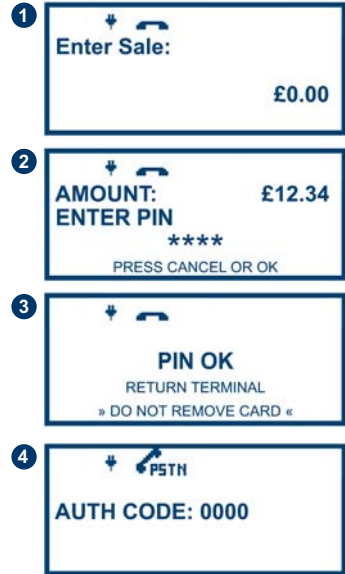 1
Enter Sale:
£0.00
2
AMOUNT: £12.34
ENTER PIN
****
PRESS CANCEL OR OK
3
PIN OK
RETURN TERMINAL
» DO NOT REMOVE CARD «
4
PSTN
AUTH CODE: 0000